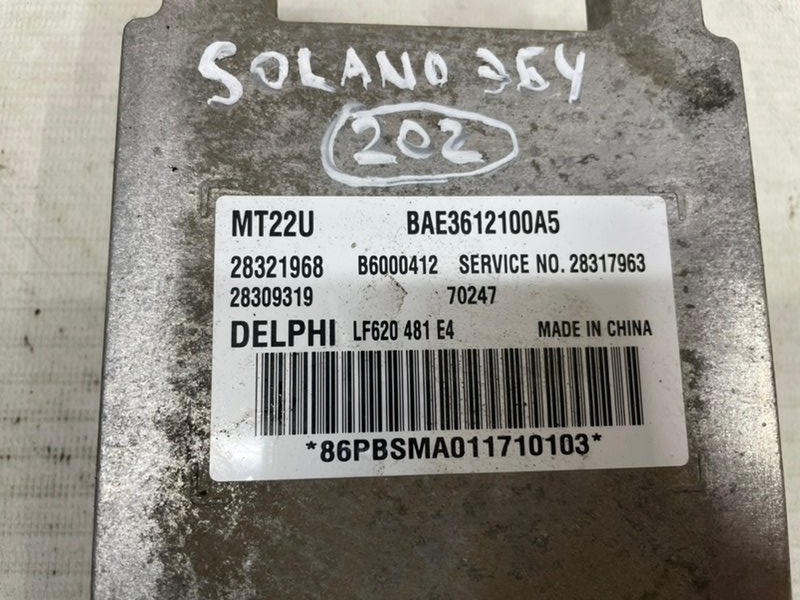 SOLANO 364
202
MT22U BAE3612100A5
28321968 B6000412 SERVICE NO. 28317963
28309319 70247
DELPHI LF620 481 E4 MADE IN CHINA
*86PBSMA011710103*